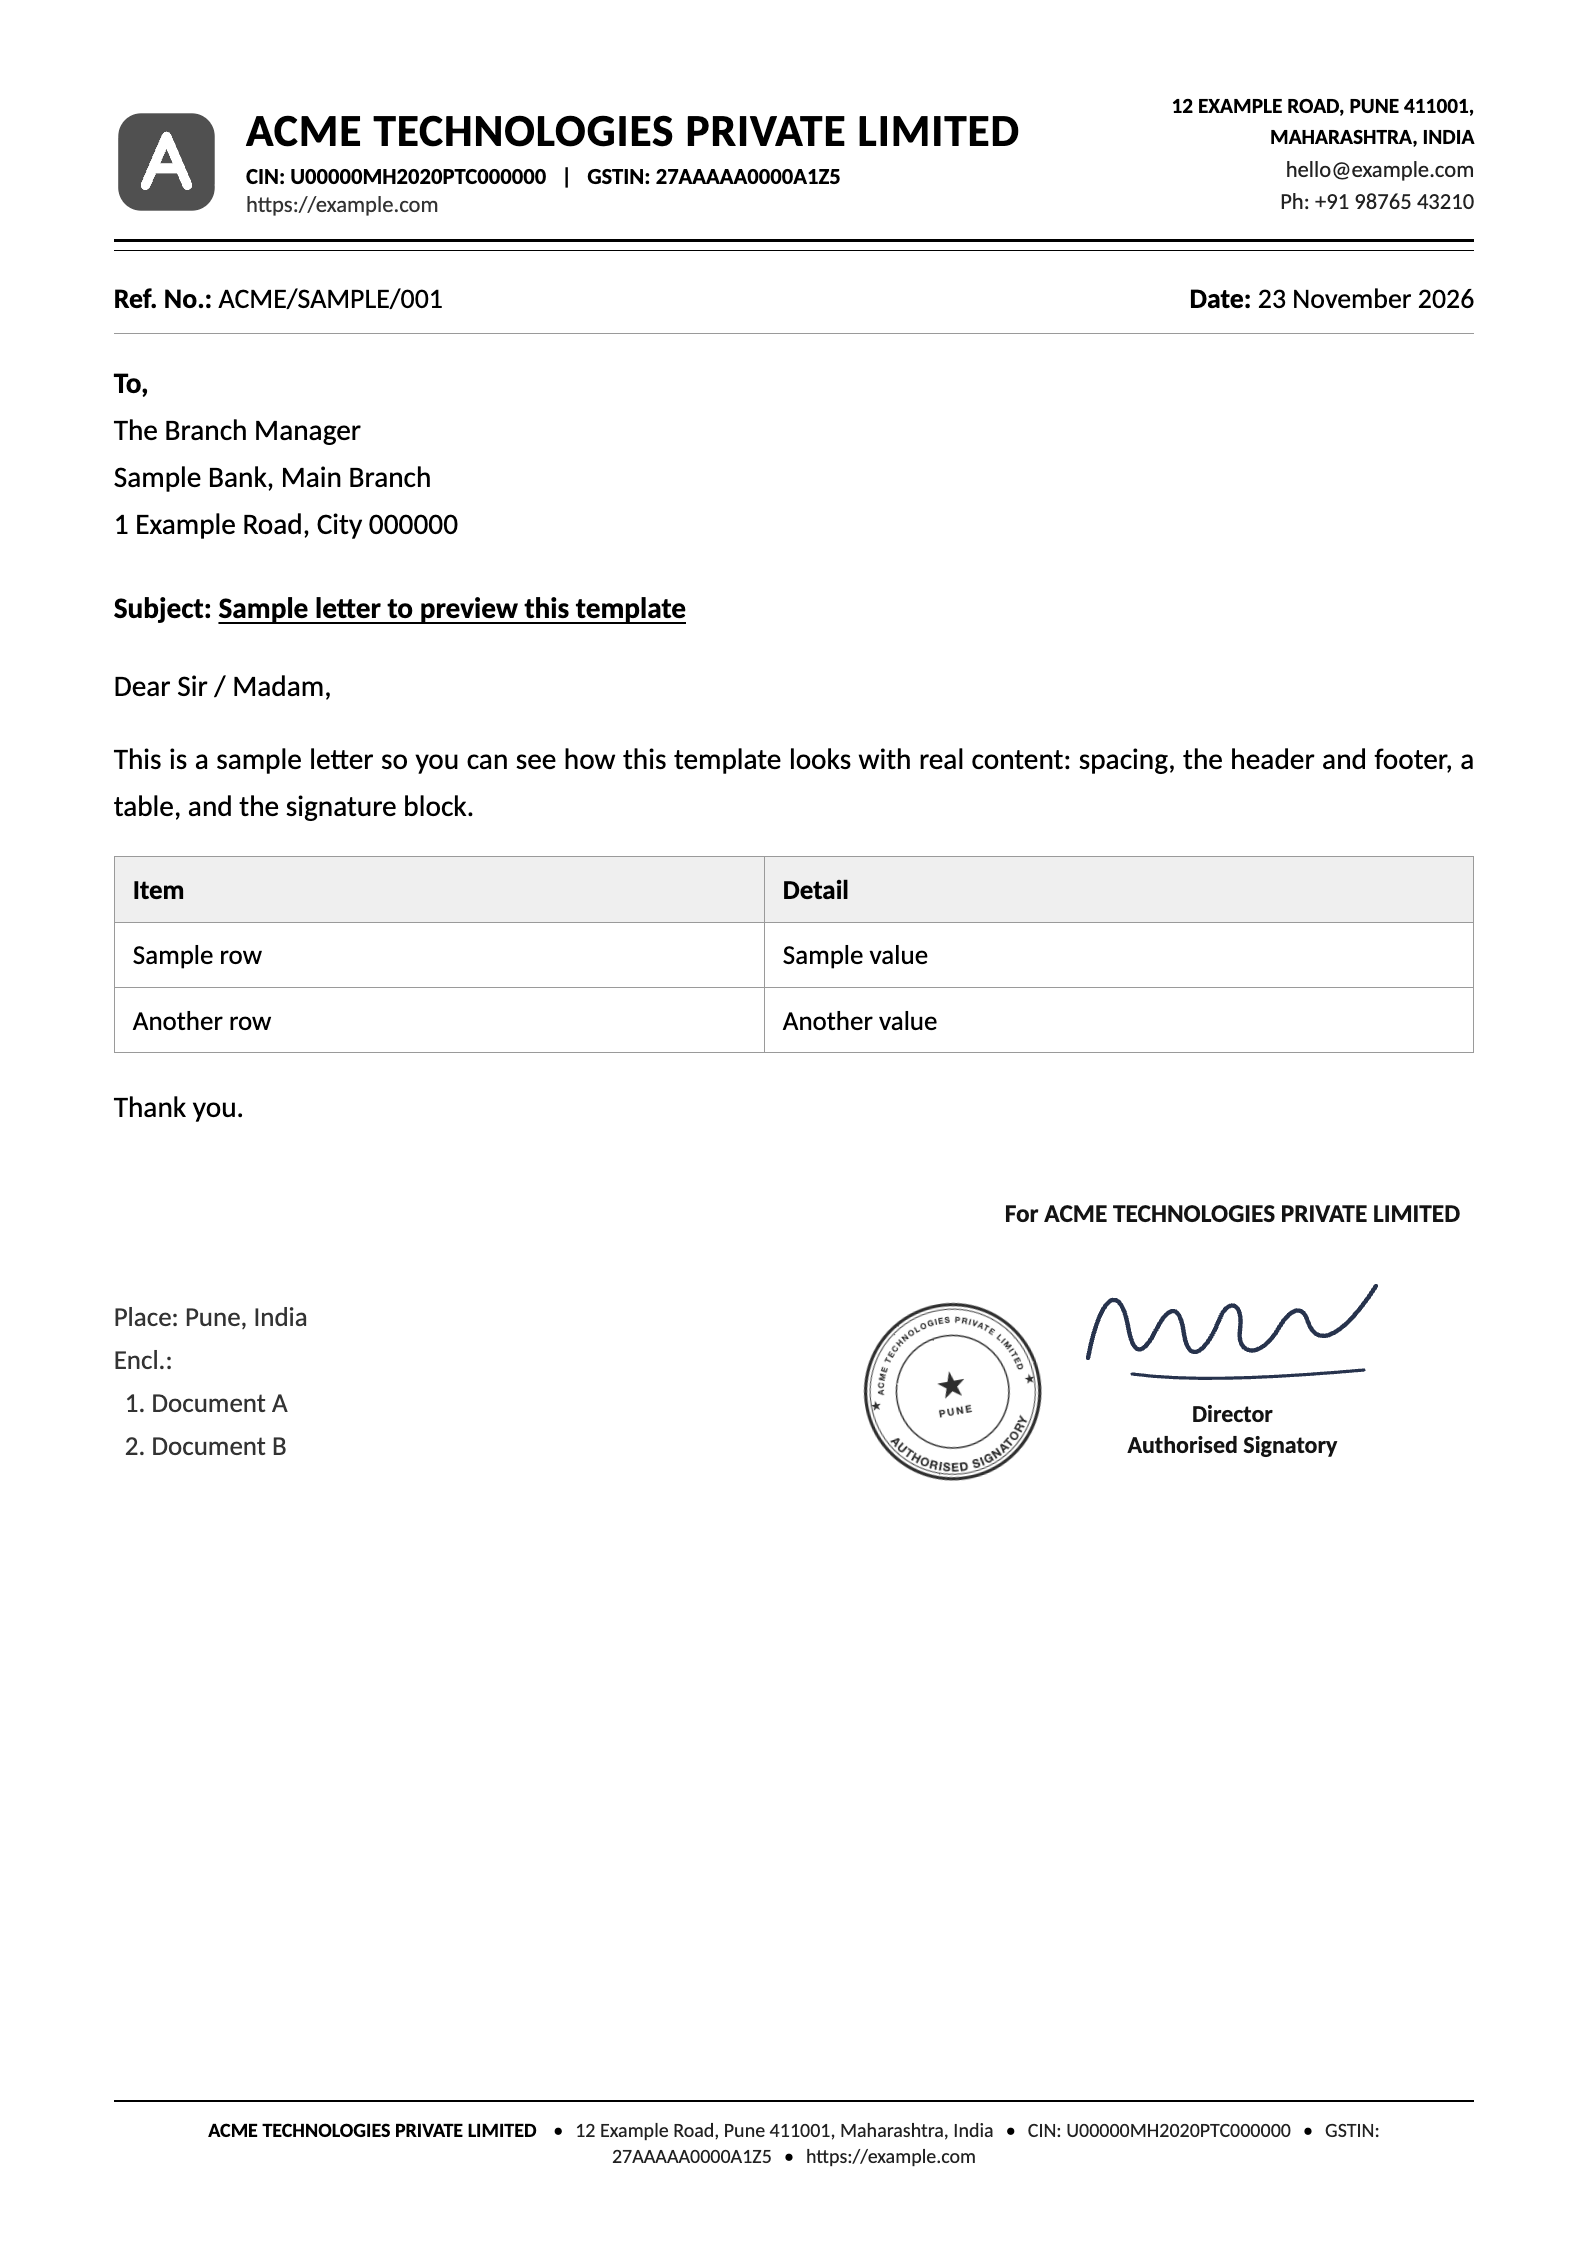 A
ACME TECHNOLOGIES PRIVATE LIMITED
CIN: U00000MH2020PTC000000 | GSTIN: 27AAAAA0000A1Z5
https://example.com
12 EXAMPLE ROAD, PUNE 411001,
MAHARASHTRA, INDIA
hello@example.com
Ph: +91 98765 43210
Ref. No.: ACME/SAMPLE/001
Date: 23 November 2026
To,
The Branch Manager
Sample Bank, Main Branch
1 Example Road, City 000000
Subject: Sample letter to preview this template
Dear Sir / Madam,
This is a sample letter so you can see how this template looks with real content: spacing, the header and footer, a
table, and the signature block.
Item Detail
Sample row Sample value
Another row Another value
Thank you.
For ACME TECHNOLOGIES PRIVATE LIMITED
Place: Pune, India
Encl.:
1. Document A
2. Document B
ACME TECHNOLOGIES PRIVATE LIMITED
★ ★ ★
PUNE
AUTHORISED SIGNATORY
Director
Authorised Signatory
ACME TECHNOLOGIES PRIVATE LIMITED • 12 Example Road, Pune 411001, Maharashtra, India • CIN: U00000MH2020PTC000000 • GSTIN:
27AAAAA0000A1Z5 • https://example.com